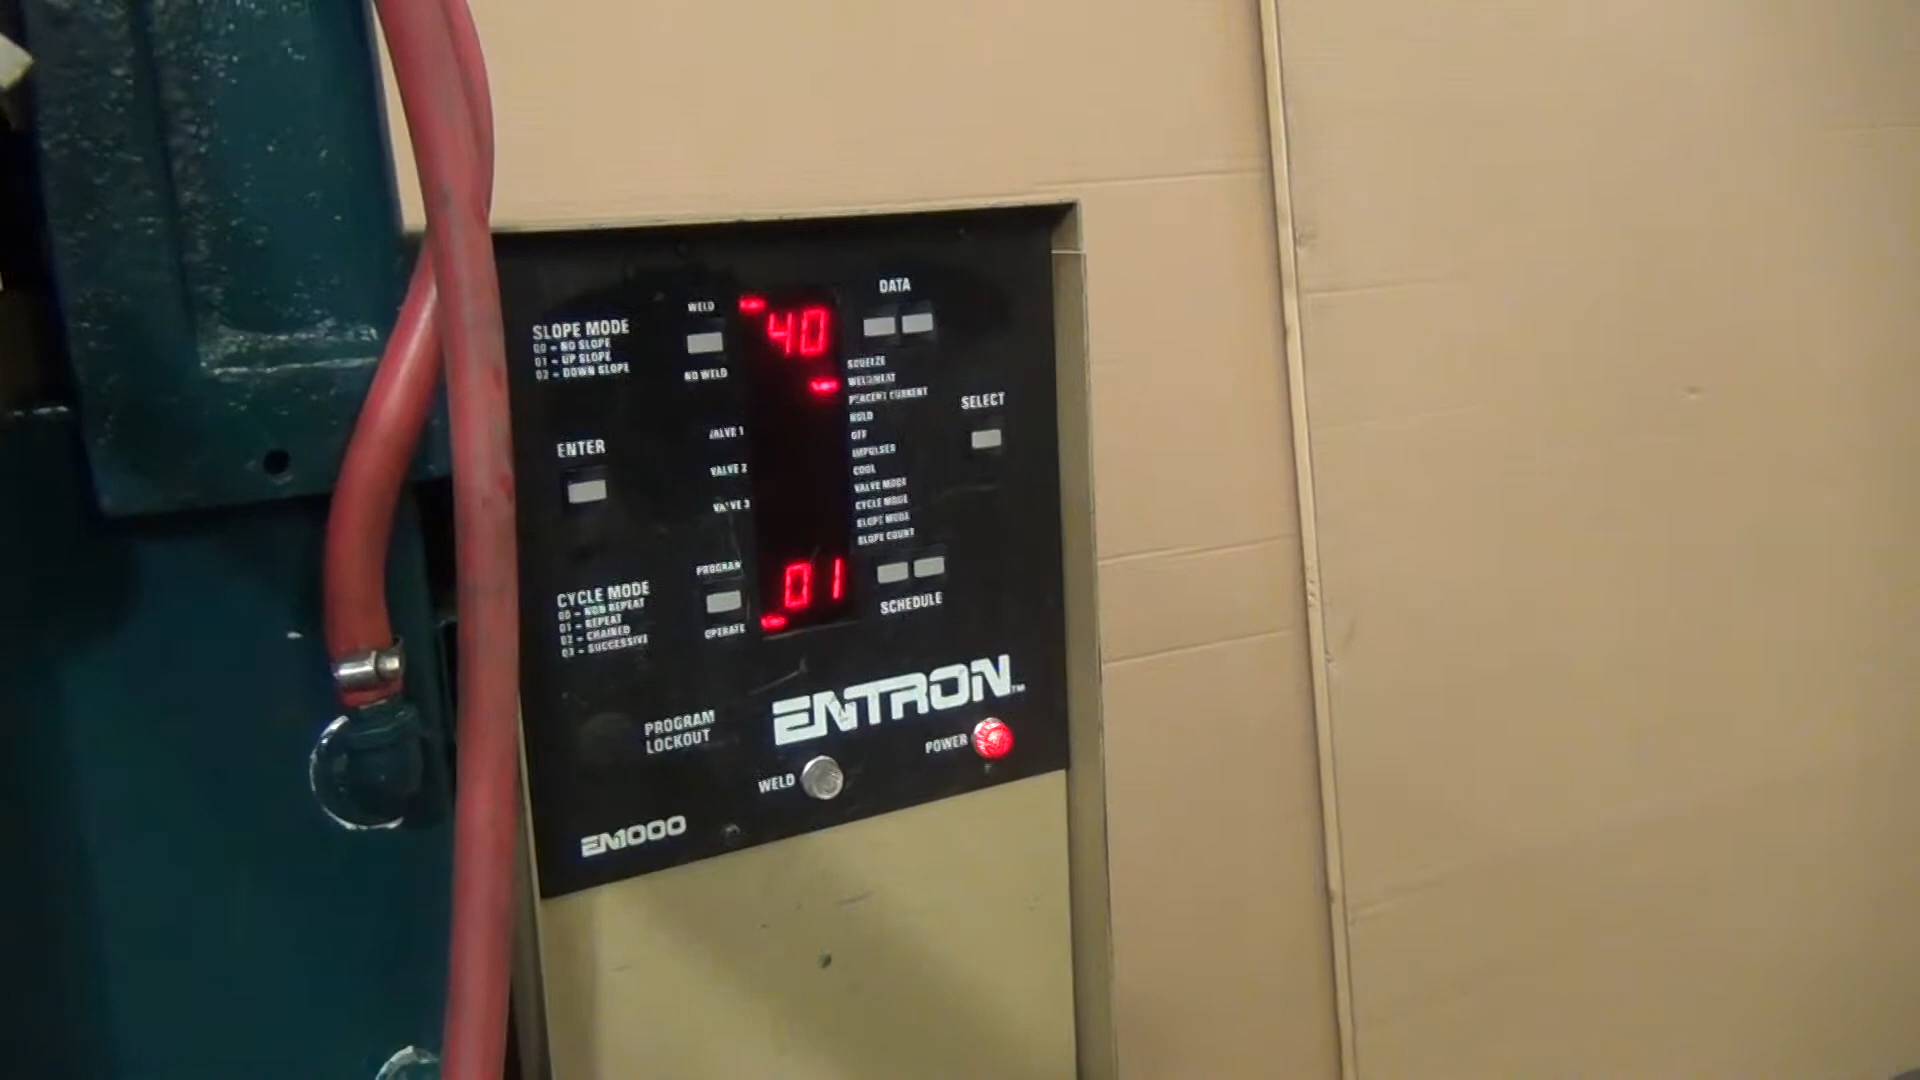 DATA
WELD
40
SLOPE MODE
00 - NO SLOPE
01 - UP SLOPE
02 - DOWN SLOPE
NO WELD
SQUEEZE
WELD/HEAT
PERCENT CURRENT
HOLD
OFF
IMPULSES
COOL
VALVE MODE
CYCLE MODE
SLOPE MODE
SLOPE COUNT
SELECT
ENTER
VALVE 1
VALVE 2
VALVE 3
PROGRAM
01
OPERATE
SCHEDULE
CYCLE MODE
00 - NON REPEAT
01 - REPEAT
02 - CHAINED
03 - SUCCESSIVE
ENTRON™
PROGRAM
LOCKOUT
POWER
WELD
EN1000